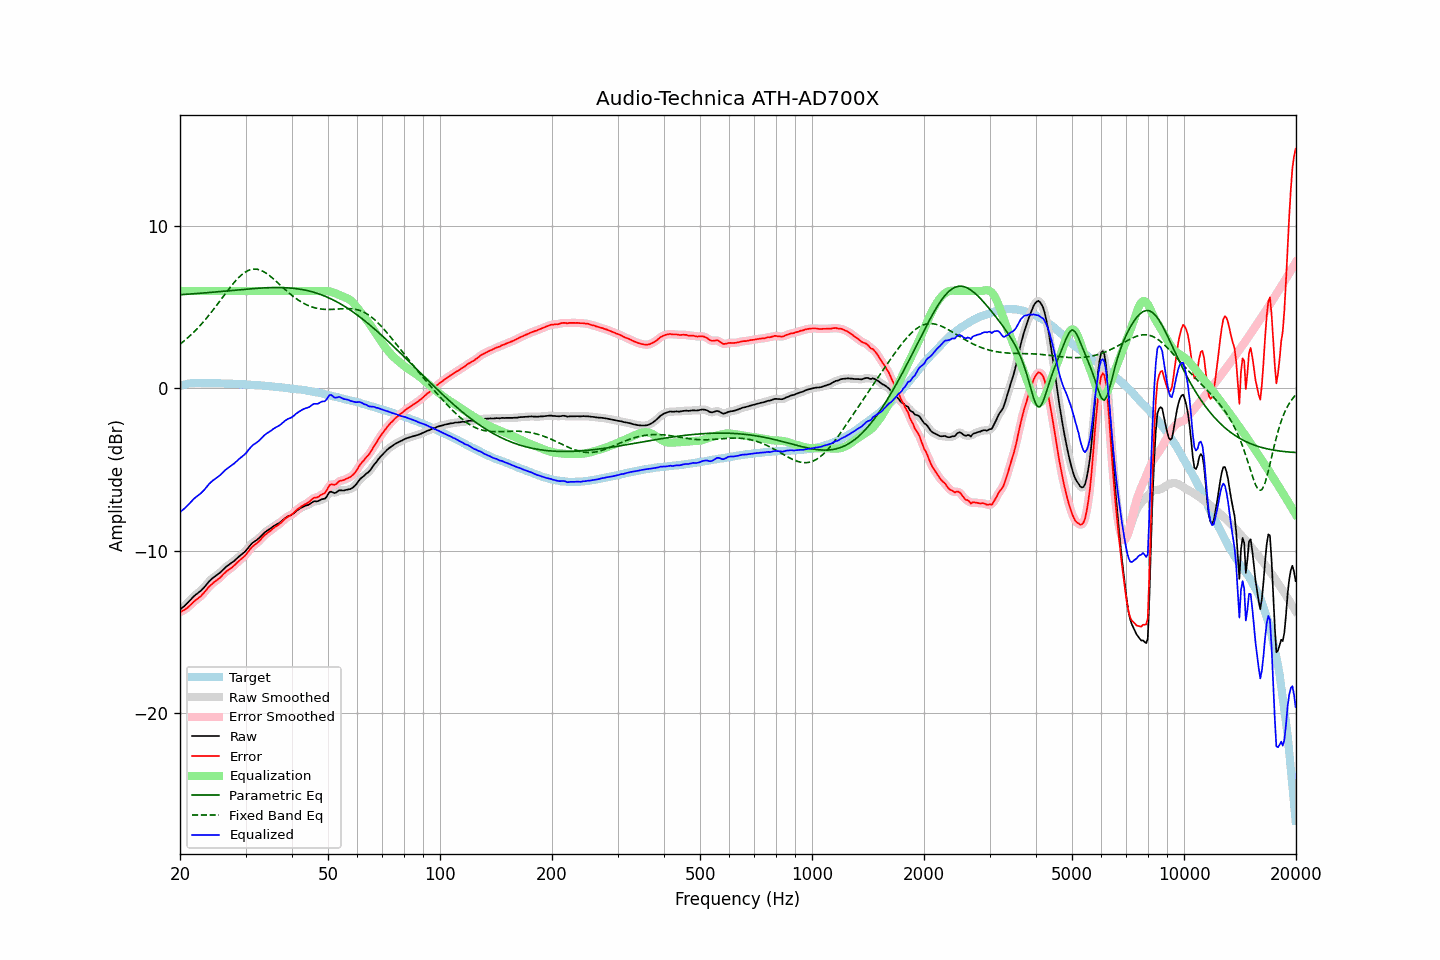 Audio-Technica ATH-AD700X
Amplitude (dBr)
10
0
−10
−20
Target
Raw Smoothed
Error Smoothed
Raw
Error
Equalization
Parametric Eq
Fixed Band Eq
Equalized
20 50 100 200 500 1000 2000 5000 10000 20000
Frequency (Hz)